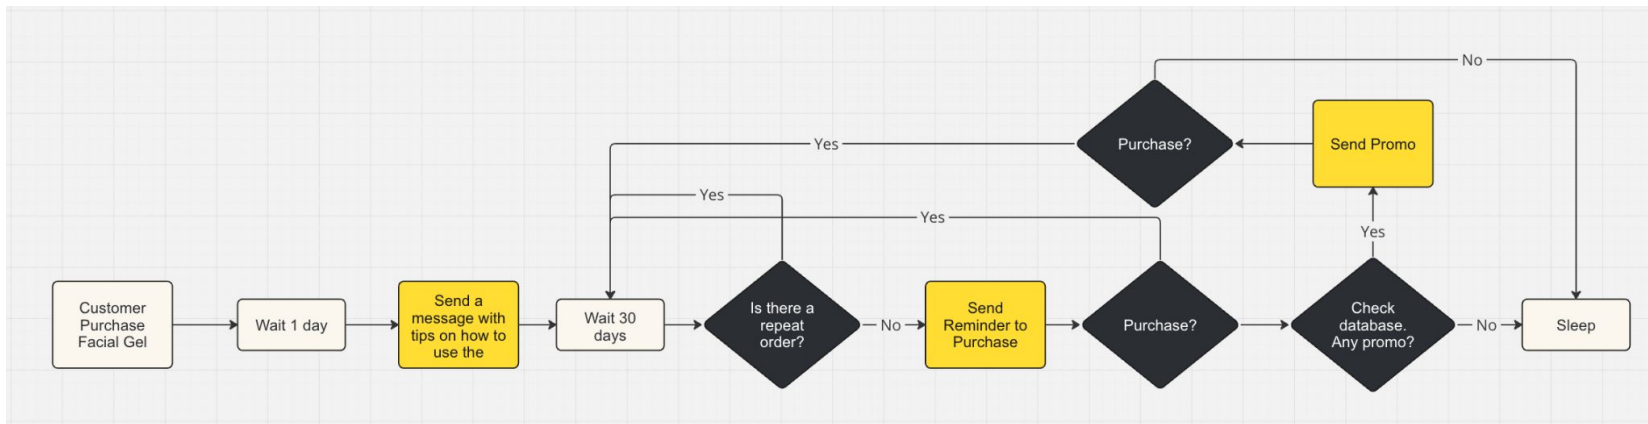 No
Purchase?
Send Promo
Yes
Yes
Yes
Yes
Customer
Purchase
Facial Gel
Wait 1 day
Send a
message with
tips on how to
use the
Wait 30
days
Is there a
repeat
order?
No
Send
Reminder to
Purchase
Purchase?
Check
database.
Any promo?
No
Sleep